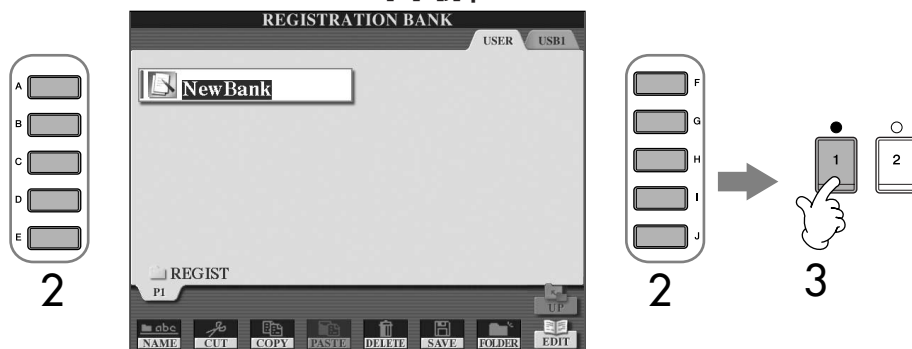 REGISTRATION BANK
USER USB1
NewBank
REGIST
P1
UP
abc
NAME CUT COPY PASTE DELETE SAVE FOLDER EDIT
A
B
C
D
E
2
F
G
H
I
J
2
1 2
3